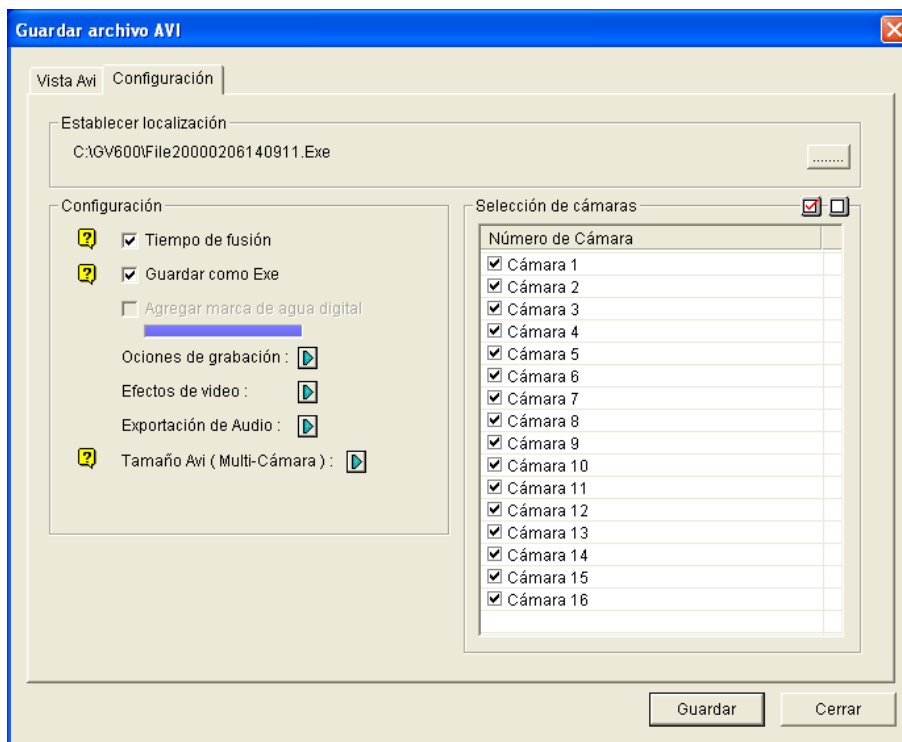 Guardar archivo AVI
Vista Avi
Configuración
Establecer localización
C:\GV600\File20000206140911.Exe
........
Configuración
Tiempo de fusión
Guardar como Exe
Agregar marca de agua digital
Ociones de grabación :
Efectos de video :
Exportación de Audio :
Tamaño Avi ( Multi-Cámara ) :
Selección de cámaras
Número de Cámara
Cámara 1
Cámara 2
Cámara 3
Cámara 4
Cámara 5
Cámara 6
Cámara 7
Cámara 8
Cámara 9
Cámara 10
Cámara 11
Cámara 12
Cámara 13
Cámara 14
Cámara 15
Cámara 16
Guardar
Cerrar